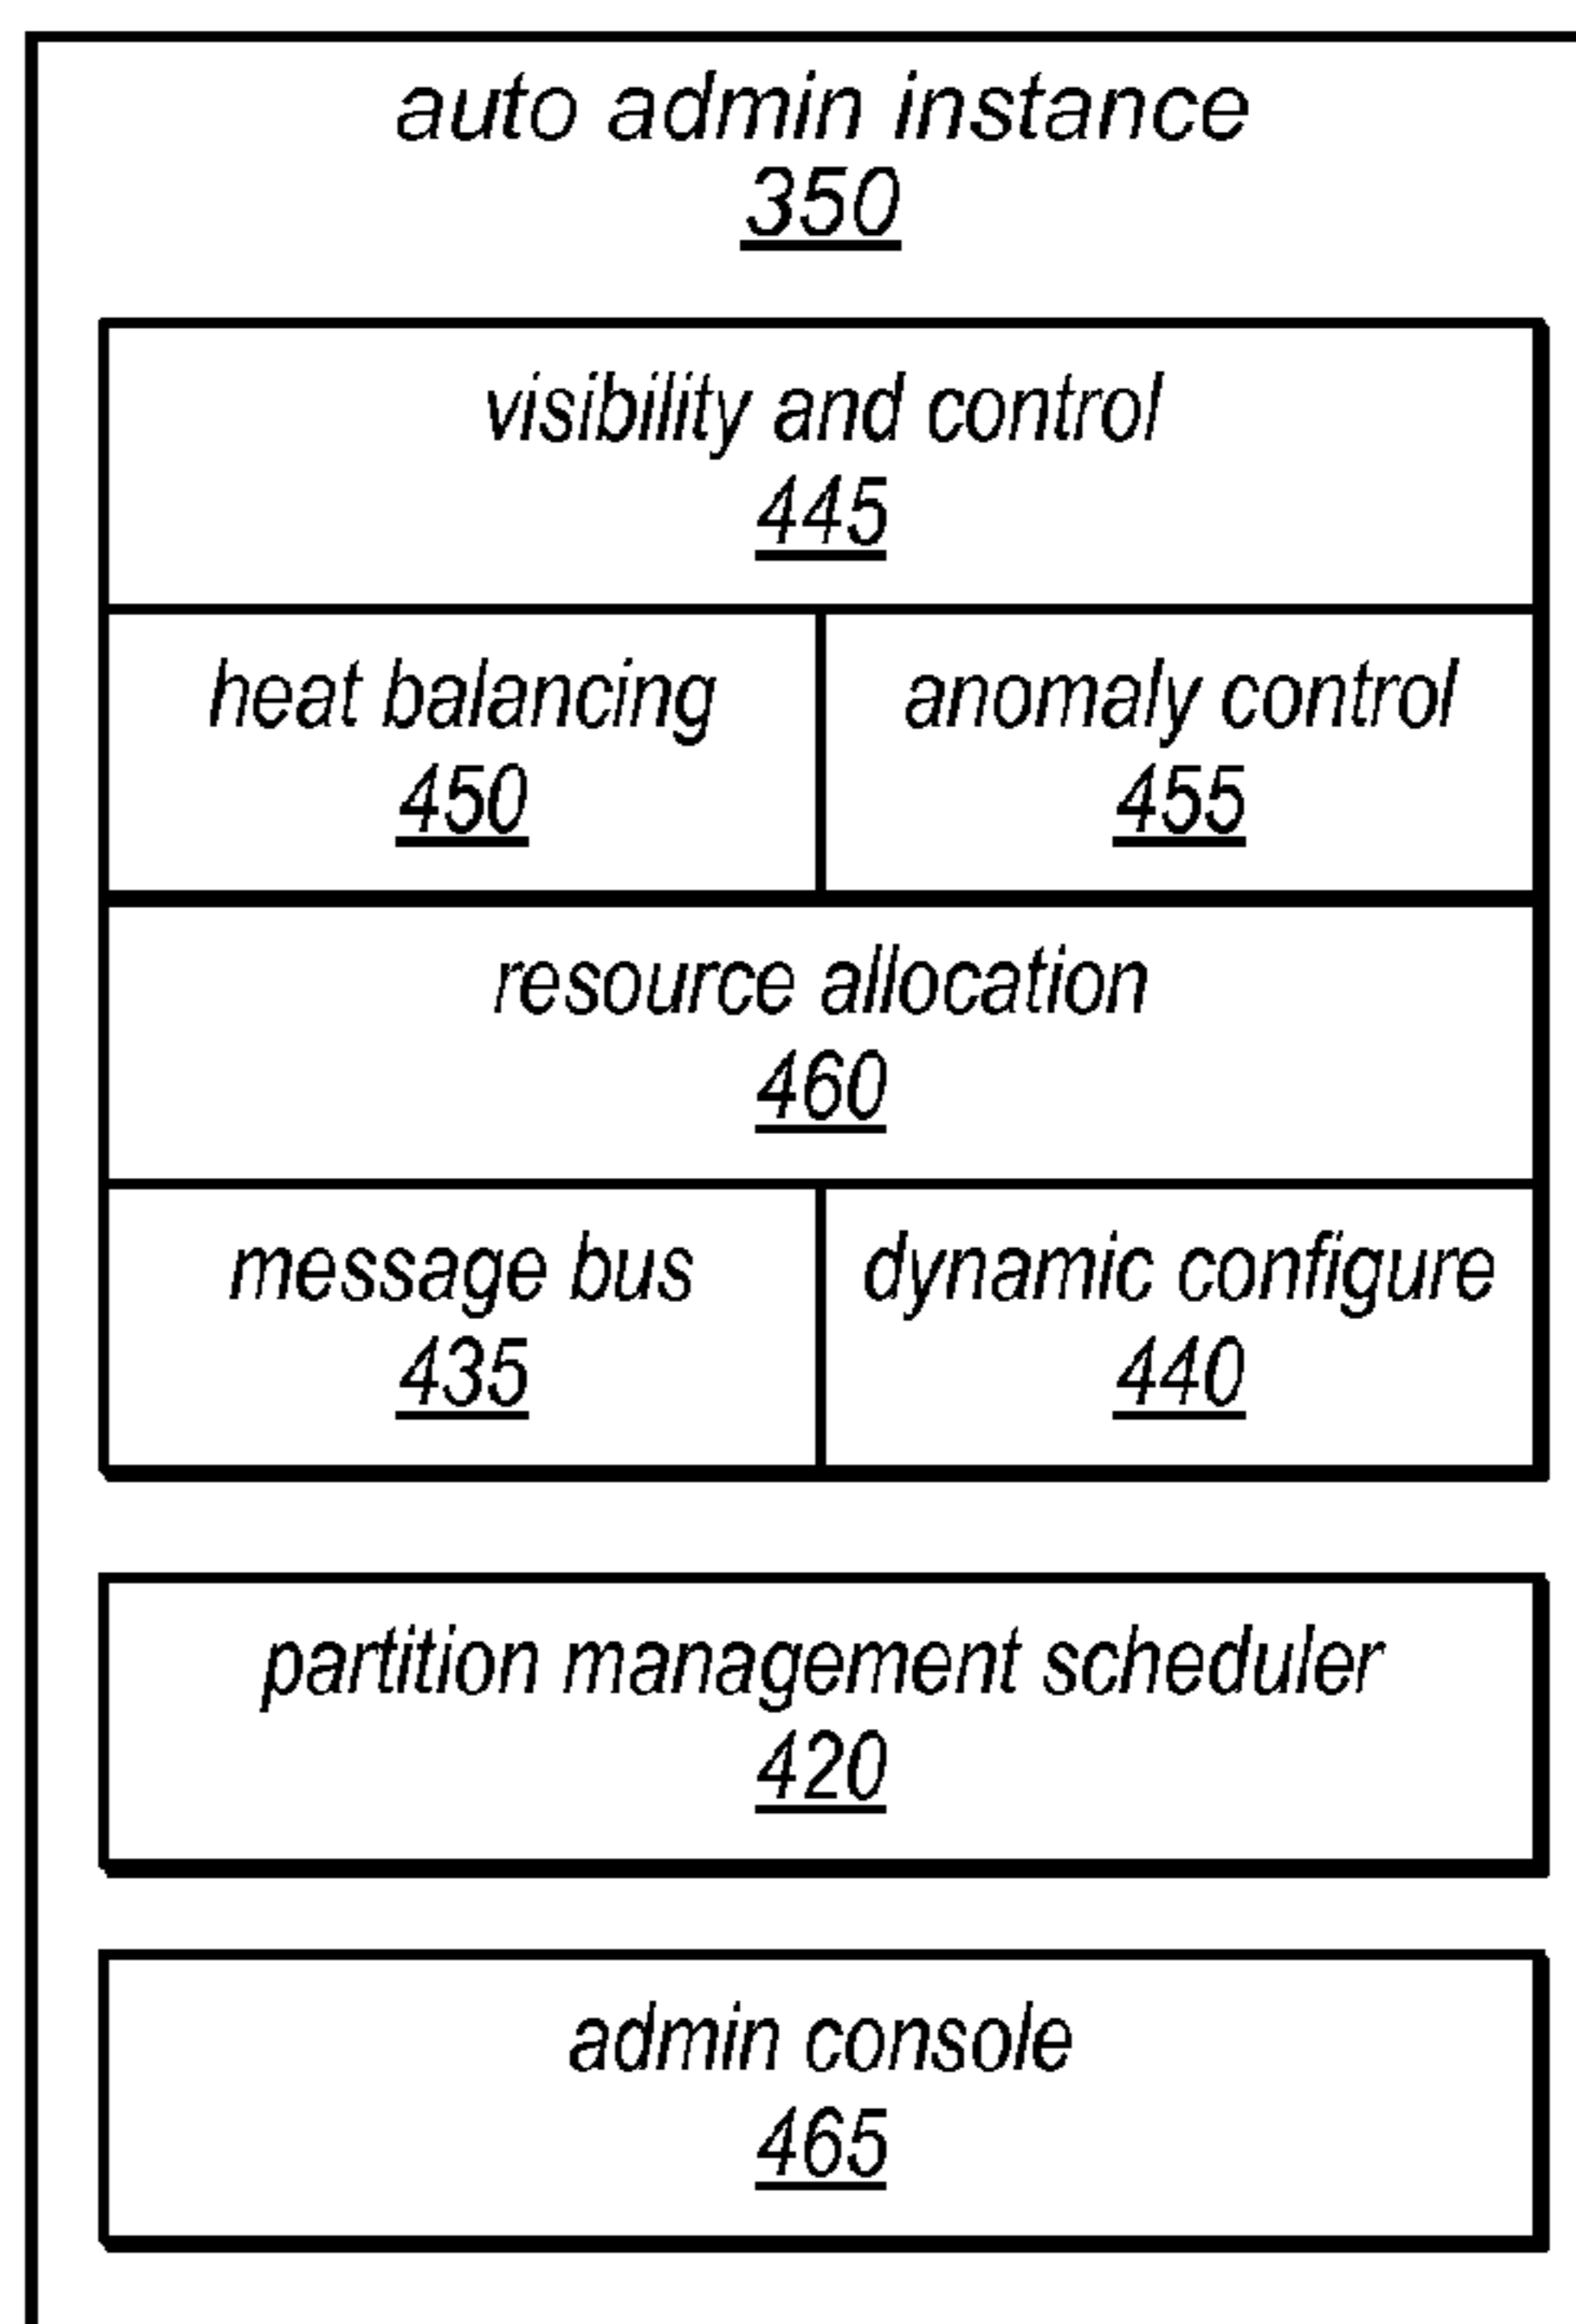 auto admin instance
350
visibility and control
445
heat balancing
450
anomaly control
455
resource allocation
460
message bus
435
dynamic configure
440
partition management scheduler
420
admin console
465